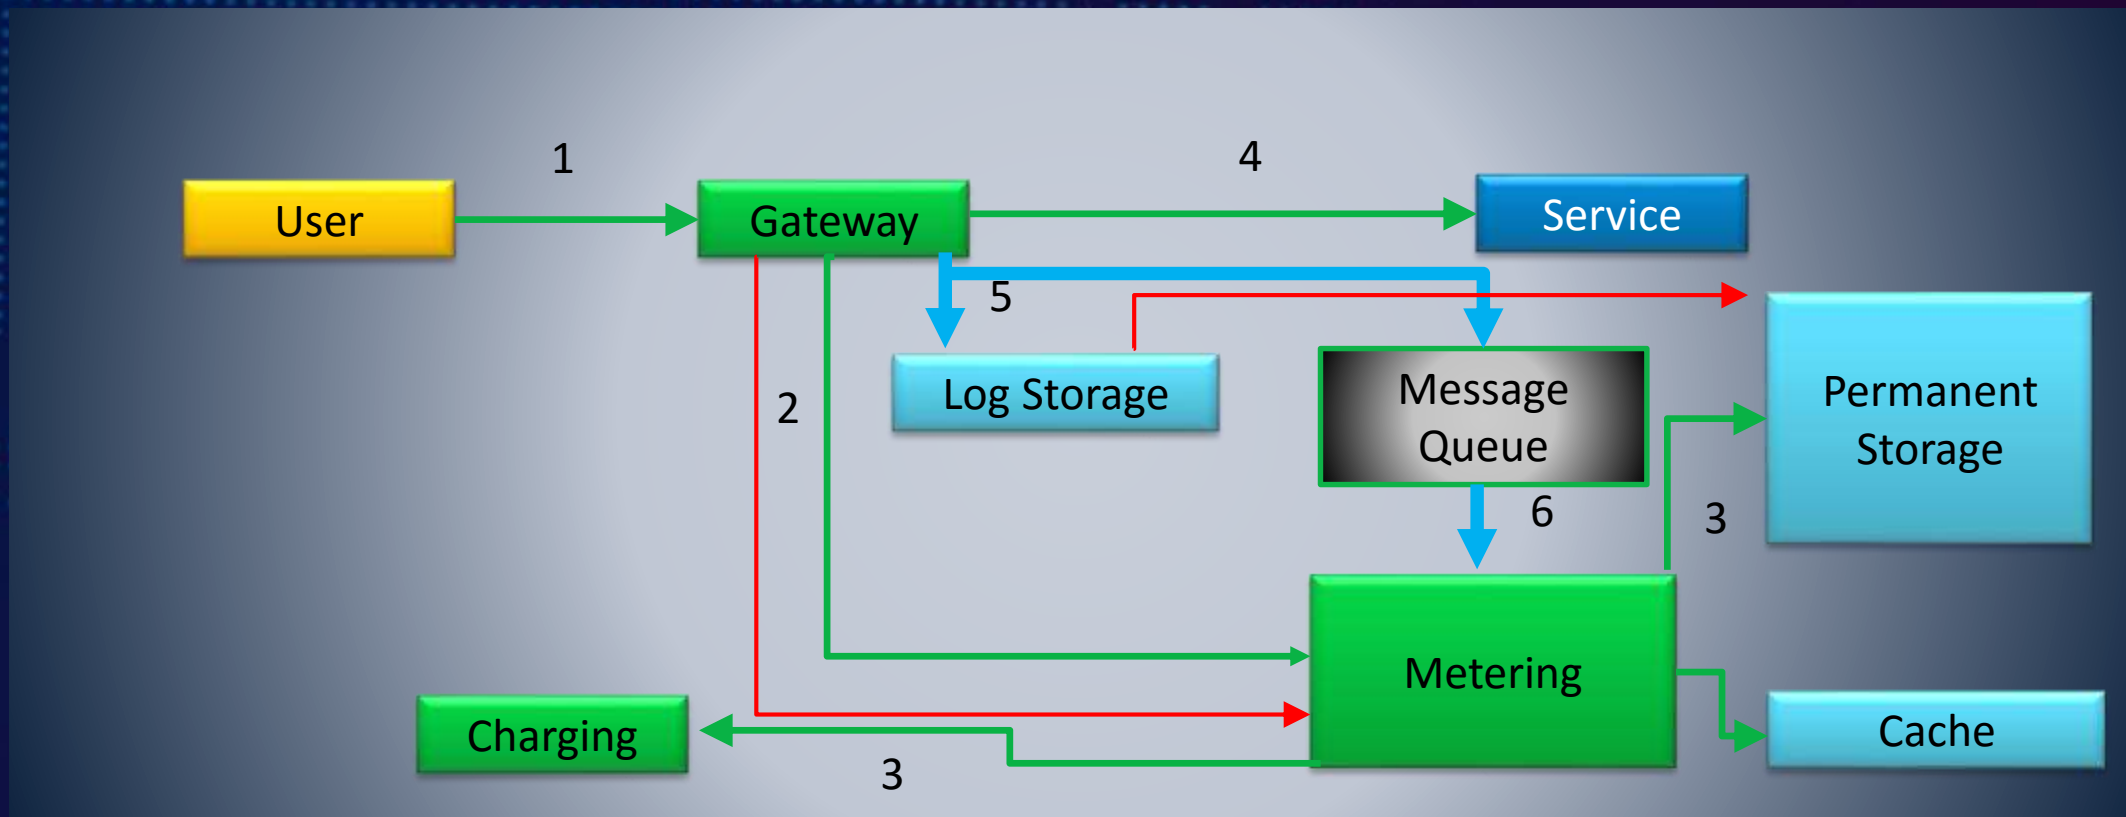 1
4
User
Gateway
Service
5
2
Log Storage
Message
Queue
Permanent
Storage
6
3
Metering
Charging
Cache
3